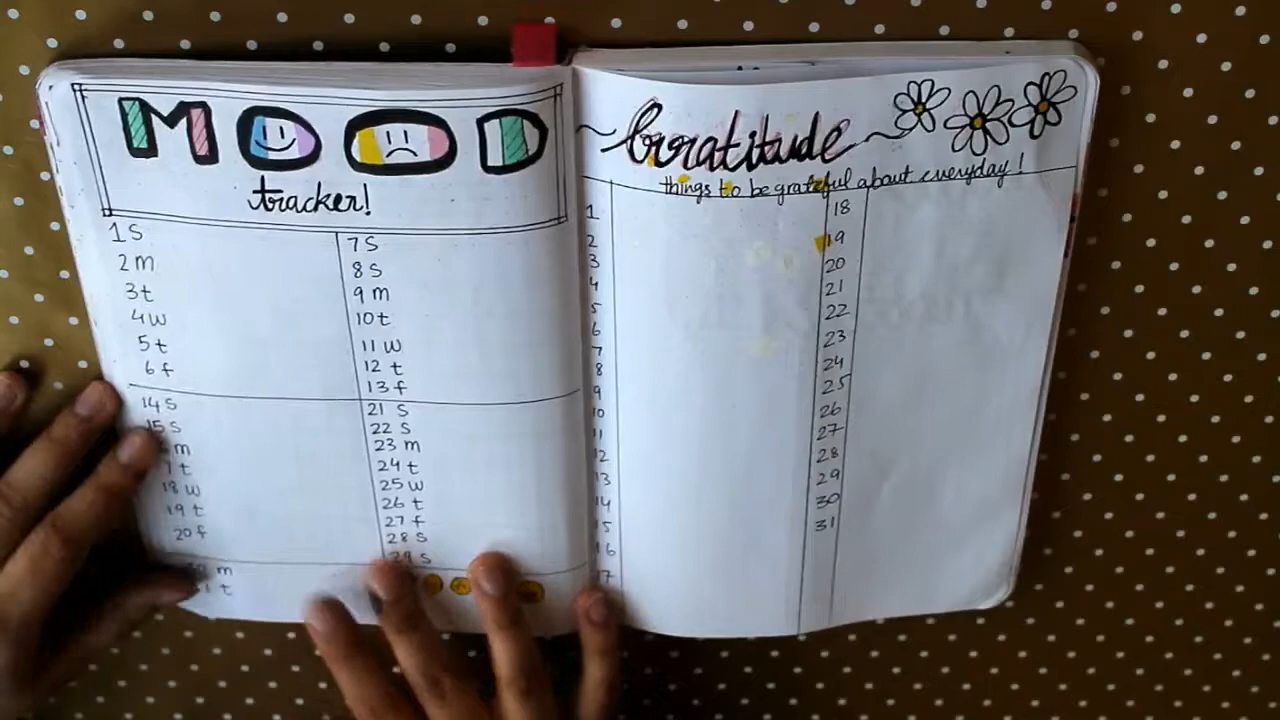 MOOD
tracker!
1 S
2 m
3 t
4 w
5 t
6 f
7 S
8 S
9 m
10 t
11 w
12 t
13 f
14 S
15 S
m
t
18 w
19 t
20 f
21 S
22 S
23 m
24 t
25 w
26 t
27 f
28 S
29 S
m
t
Gratitude
things to be grateful about everyday!
1
2
3
4
5
6
7
8
9
10
11
12
13
14
15
16
17
18
19
20
21
22
23
24
25
26
27
28
29
30
31